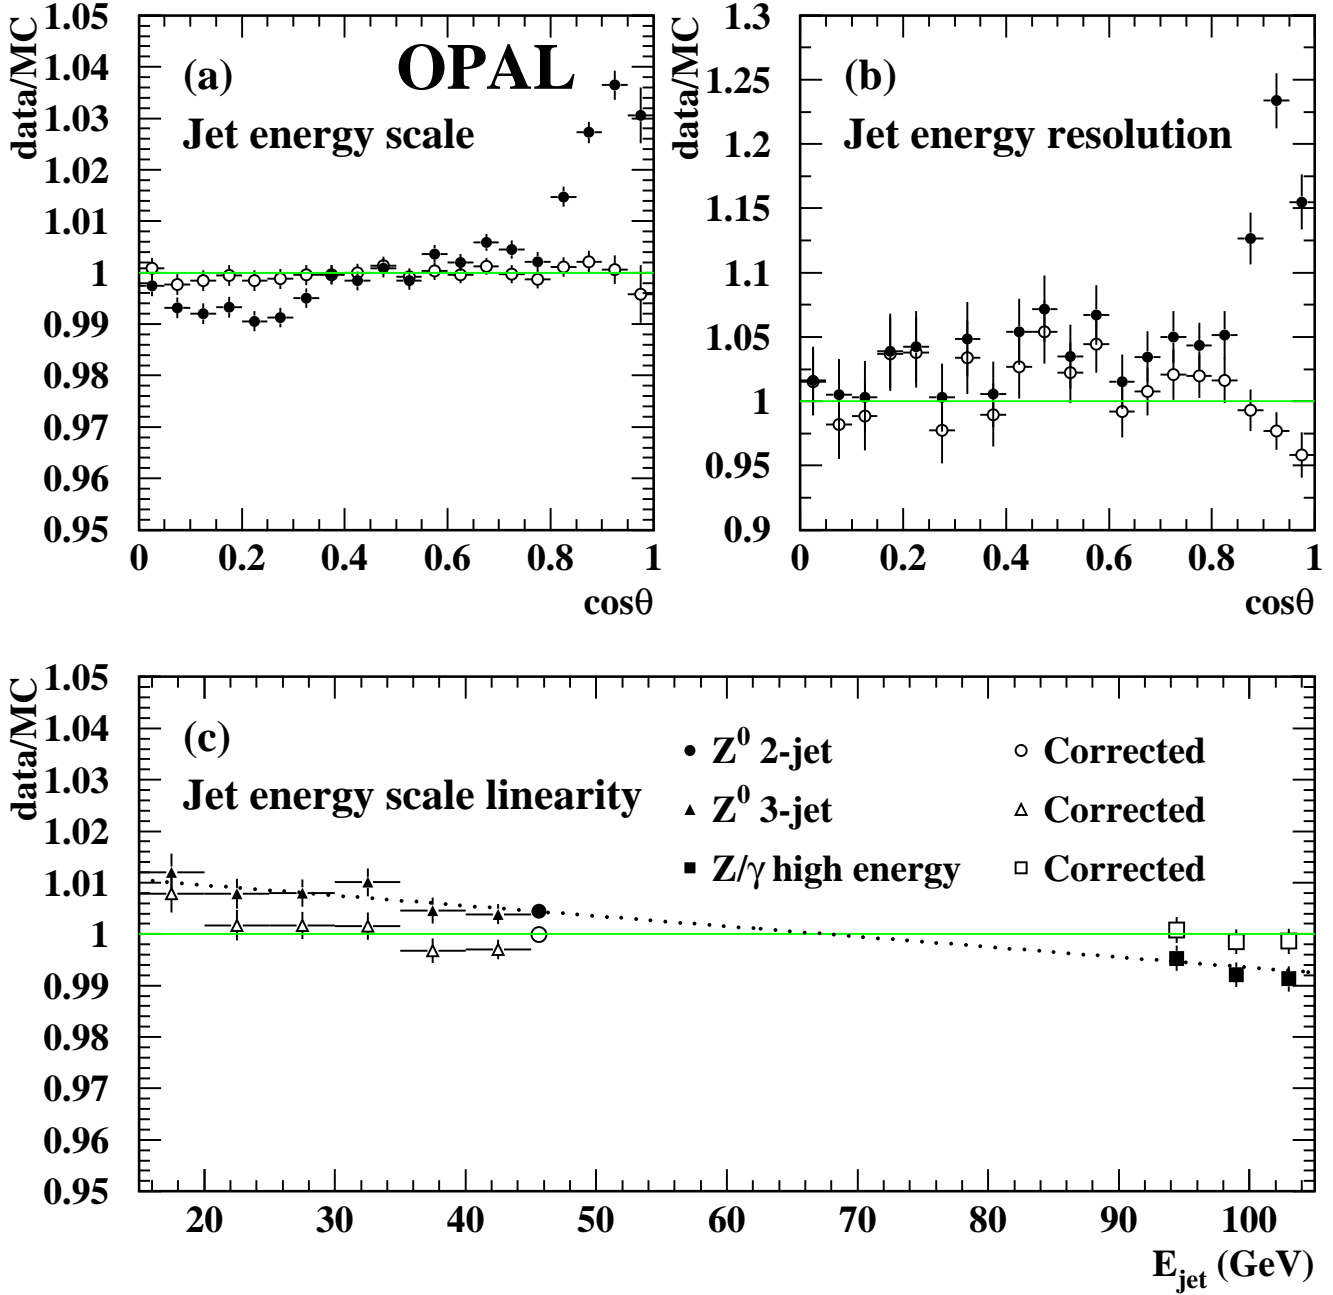 data/MC
1.05
1.04
1.03
1.02
1.01
1
0.99
0.98
0.97
0.96
0.95
(a) OPAL
Jet energy scale
0 0.2 0.4 0.6 0.8 1
cosθ
data/MC
1.3
1.25
1.2
1.15
1.1
1.05
1
0.95
0.9
(b)
Jet energy resolution
0 0.2 0.4 0.6 0.8 1
cosθ
data/MC
1.05
1.04
1.03
1.02
1.01
1
0.99
0.98
0.97
0.96
0.95
(c)
Jet energy scale linearity
Z⁰ 2-jet Corrected
Z⁰ 3-jet Corrected
Z/γ high energy Corrected
20 30 40 50 60 70 80 90 100
E_jet (GeV)